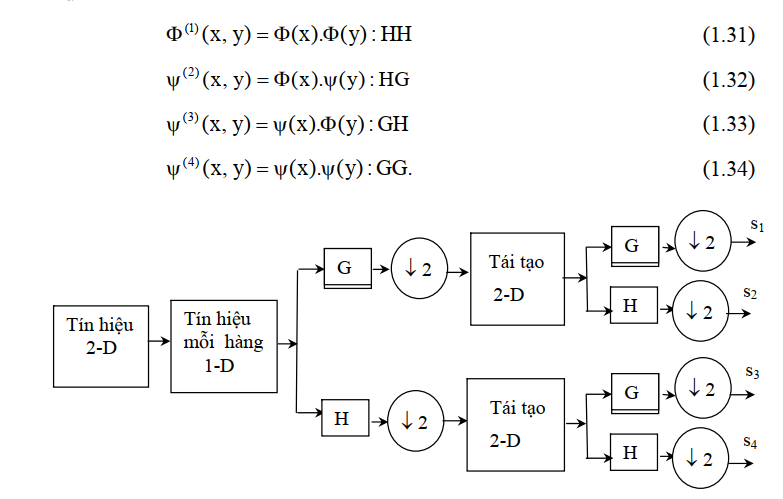 Φ⁽¹⁾(x, y) = Φ(x).Φ(y) : HH (1.31)
ψ⁽²⁾(x, y) = Φ(x).ψ(y) : HG (1.32)
ψ⁽³⁾(x, y) = ψ(x).Φ(y) : GH (1.33)
ψ⁽⁴⁾(x, y) = ψ(x).ψ(y) : GG. (1.34)
Tín hiệu
2-D
Tín hiệu
mỗi hàng
1-D
G
↓ 2
Tái tạo
2-D
G
↓ 2
s₁
H
↓ 2
s₂
H
↓ 2
Tái tạo
2-D
G
↓ 2
s₃
H
↓ 2
s₄